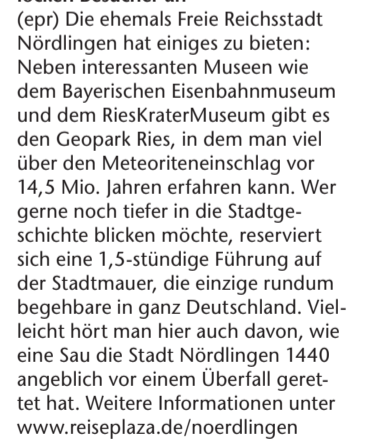 locken Besucher an
(epr) Die ehemals Freie Reichsstadt
Nördlingen hat einiges zu bieten:
Neben interessanten Museen wie
dem Bayerischen Eisenbahnmuseum
und dem RiesKraterMuseum gibt es
den Geopark Ries, in dem man viel
über den Meteoriteneinschlag vor
14,5 Mio. Jahren erfahren kann. Wer
gerne noch tiefer in die Stadtge-
schichte blicken möchte, reserviert
sich eine 1,5-stündige Führung auf
der Stadtmauer, die einzige rundum
begehbare in ganz Deutschland. Viel-
leicht hört man hier auch davon, wie
eine Sau die Stadt Nördlingen 1440
angeblich vor einem Überfall geret-
tet hat. Weitere Informationen unter
www.reiseplaza.de/noerdlingen